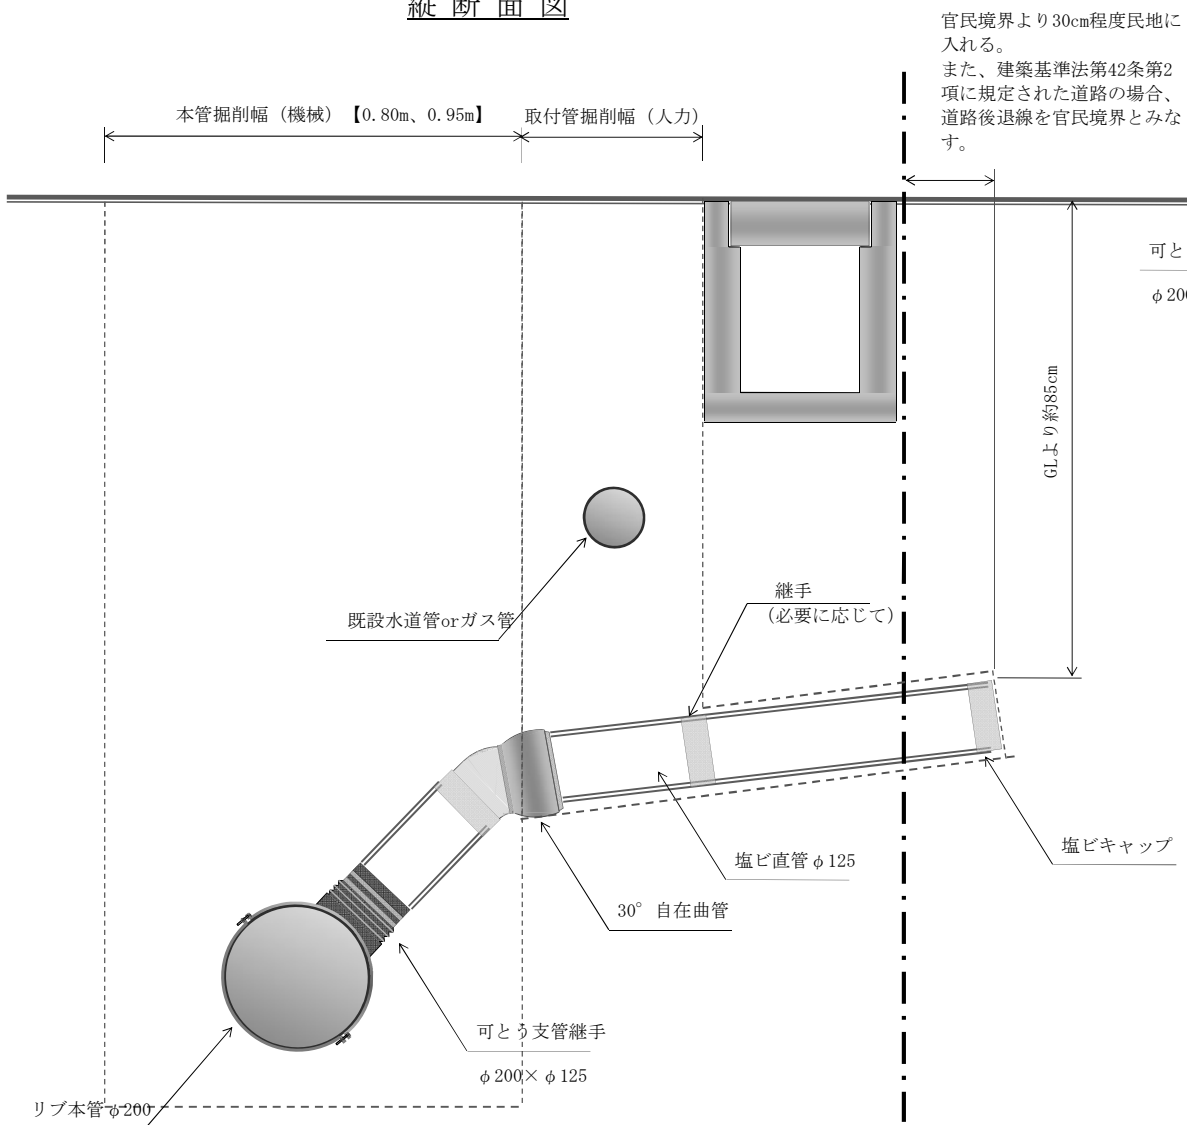 縦断面図
官民境界より30cm程度民地に
入れる。
また、建築基準法第42条第2
項に規定された道路の場合、
道路後退線を官民境界とみな
す。
本管掘削幅（機械）【0.80m、0.95m】
取付管掘削幅（人力）
可と
φ200
GLより約85cm
既設水道管orガス管
継手
（必要に応じて）
塩ビキャップ
塩ビ直管φ125
30°自在曲管
可とう支管継手
φ200×φ125
リブ本管φ200